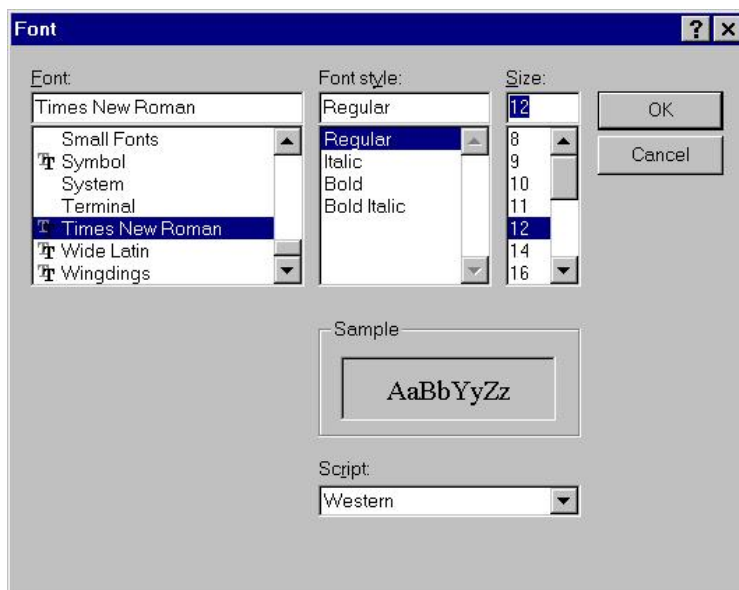 Font
Font:
Times New Roman
Small Fonts
Symbol
System
Terminal
Times New Roman
Wide Latin
Wingdings
Font style:
Regular
Regular
Italic
Bold
Bold Italic
Size:
12
8
9
10
11
12
14
16
OK
Cancel
Sample
AaBbYyZz
Script:
Western